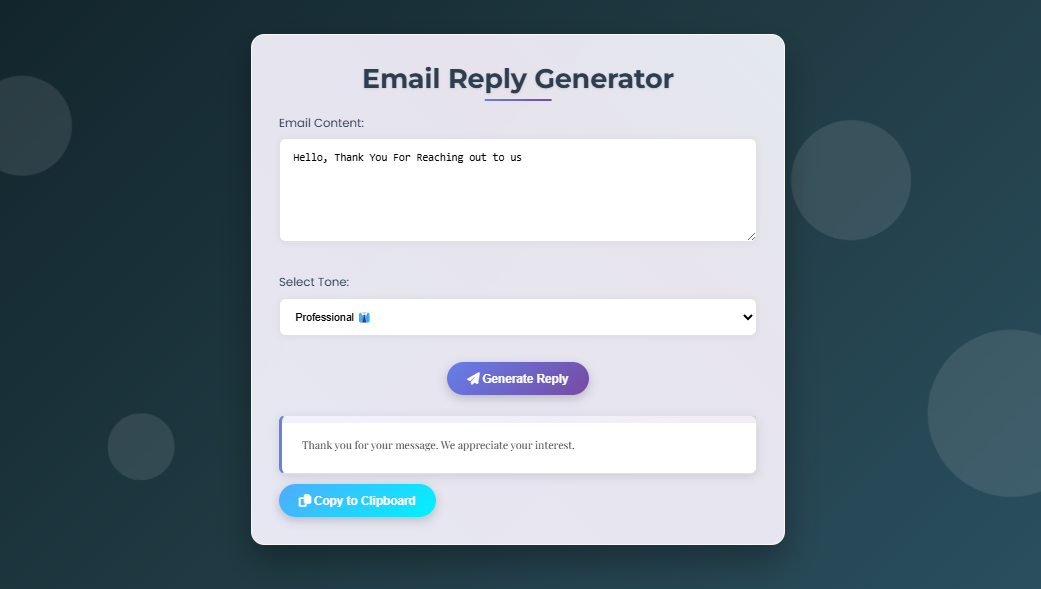 Email Reply Generator
Email Content:
Hello, Thank You For Reaching out to us
Select Tone:
Professional 👔
Generate Reply
Thank you for your message. We appreciate your interest.
Copy to Clipboard